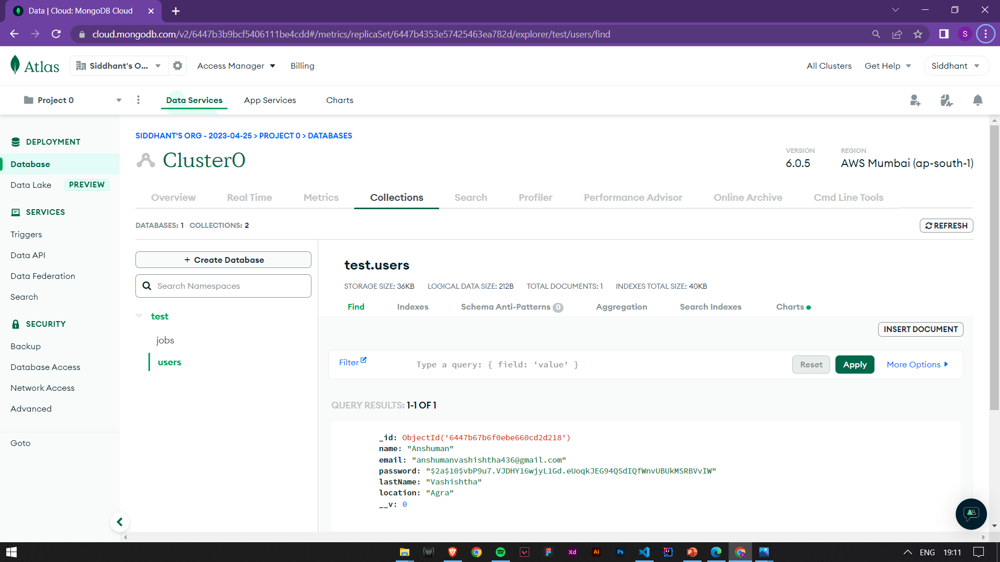 Data | Cloud: MongoDB Cloud
cloud.mongodb.com/v2/6447b3b9bcf5406111be4cdd#/metrics/replicaSet/6447b4353e57425463ea782d/explorer/test/users/find
S
Atlas
Siddhant's O...
Access Manager
Billing
All Clusters
Get Help
Siddhant
Project 0
Data Services
App Services
Charts
DEPLOYMENT
Database
Data Lake PREVIEW
SERVICES
Triggers
Data API
Data Federation
Search
SECURITY
Backup
Database Access
Network Access
Advanced
Goto
SIDDHANT'S ORG - 2023-04-25 > PROJECT 0 > DATABASES
Cluster0
VERSION
6.0.5
REGION
AWS Mumbai (ap-south-1)
Overview Real Time Metrics Collections Search Profiler Performance Advisor Online Archive Cmd Line Tools
DATABASES: 1 COLLECTIONS: 2
REFRESH
+ Create Database
Search Namespaces
test
jobs
users
test.users
STORAGE SIZE: 36KB LOGICAL DATA SIZE: 212B TOTAL DOCUMENTS: 1 INDEXES TOTAL SIZE: 40KB
Find Indexes Schema Anti-Patterns 0 Aggregation Search Indexes Charts
INSERT DOCUMENT
Filter
Type a query: { field: 'value' }
Reset
Apply
More Options
QUERY RESULTS: 1-1 OF 1
_id: ObjectId('6447b67b6f0ebe660cd2d218')
name: "Anshuman"
email: "anshumanvashishtha436@gmail.com"
password: "$2a$10$vbP9u7.VJDHY16wjyL1Gd.eUoqkJEG94QSdIQfWnvUBUkMSRBVvIW"
lastName: "Vashishtha"
location: "Agra"
__v: 0
Xd
Ai
Ps
ENG
19:11